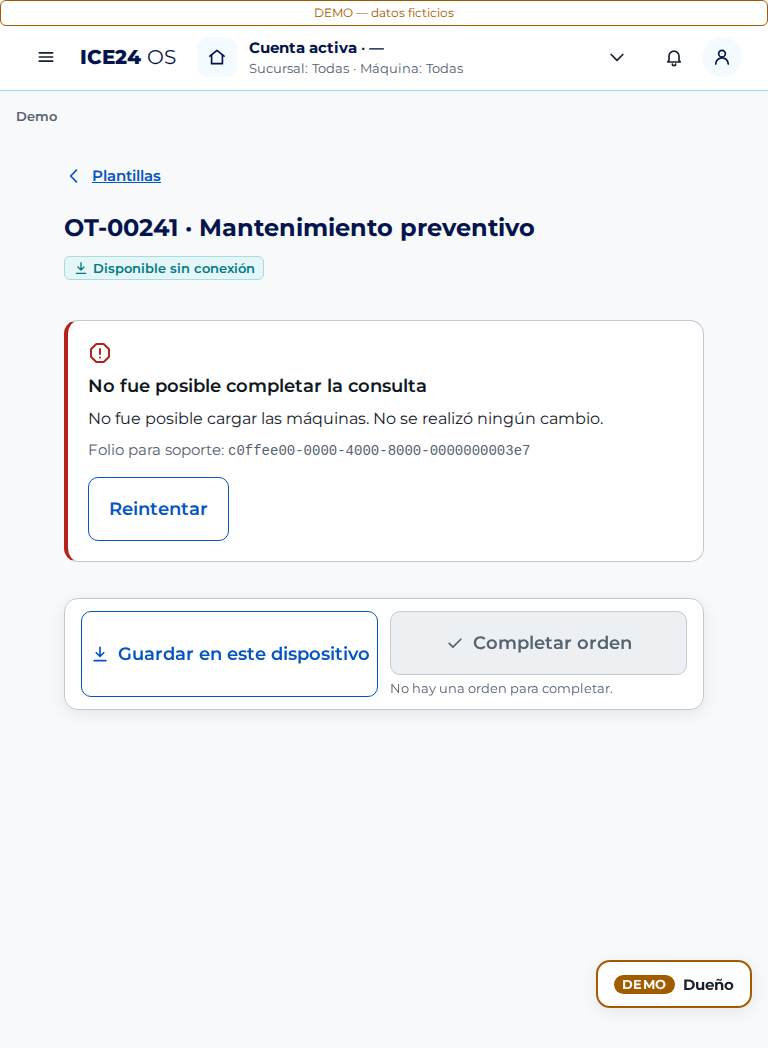 DEMO — datos ficticios
ICE24 OS
Cuenta activa · —
Sucursal: Todas · Máquina: Todas
Demo
Plantillas
OT-00241 · Mantenimiento preventivo
Disponible sin conexión
No fue posible completar la consulta
No fue posible cargar las máquinas. No se realizó ningún cambio.
Folio para soporte: c0ffee00-0000-4000-8000-0000000003e7
Reintentar
Guardar en este dispositivo
Completar orden
No hay una orden para completar.
DEMO Dueño